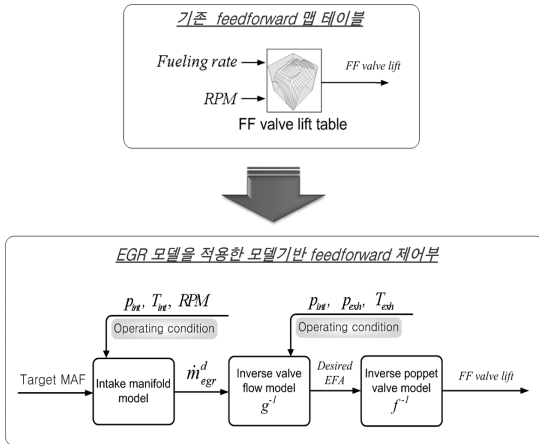 기존 feedforward 맵 테이블
Fueling rate
FF valve lift
RPM
FF valve lift table
EGR 모델을 적용한 모델기반 feedforward 제어부
p_int, T_int, RPM
Operating condition
p_int, p_exh, T_exh
Operating condition
Target MAF
Intake manifold
model
ṁ_egr^d
Inverse valve
flow model
g^-1
Desired
EFA
Inverse poppet
valve model
f^-1
FF valve lift